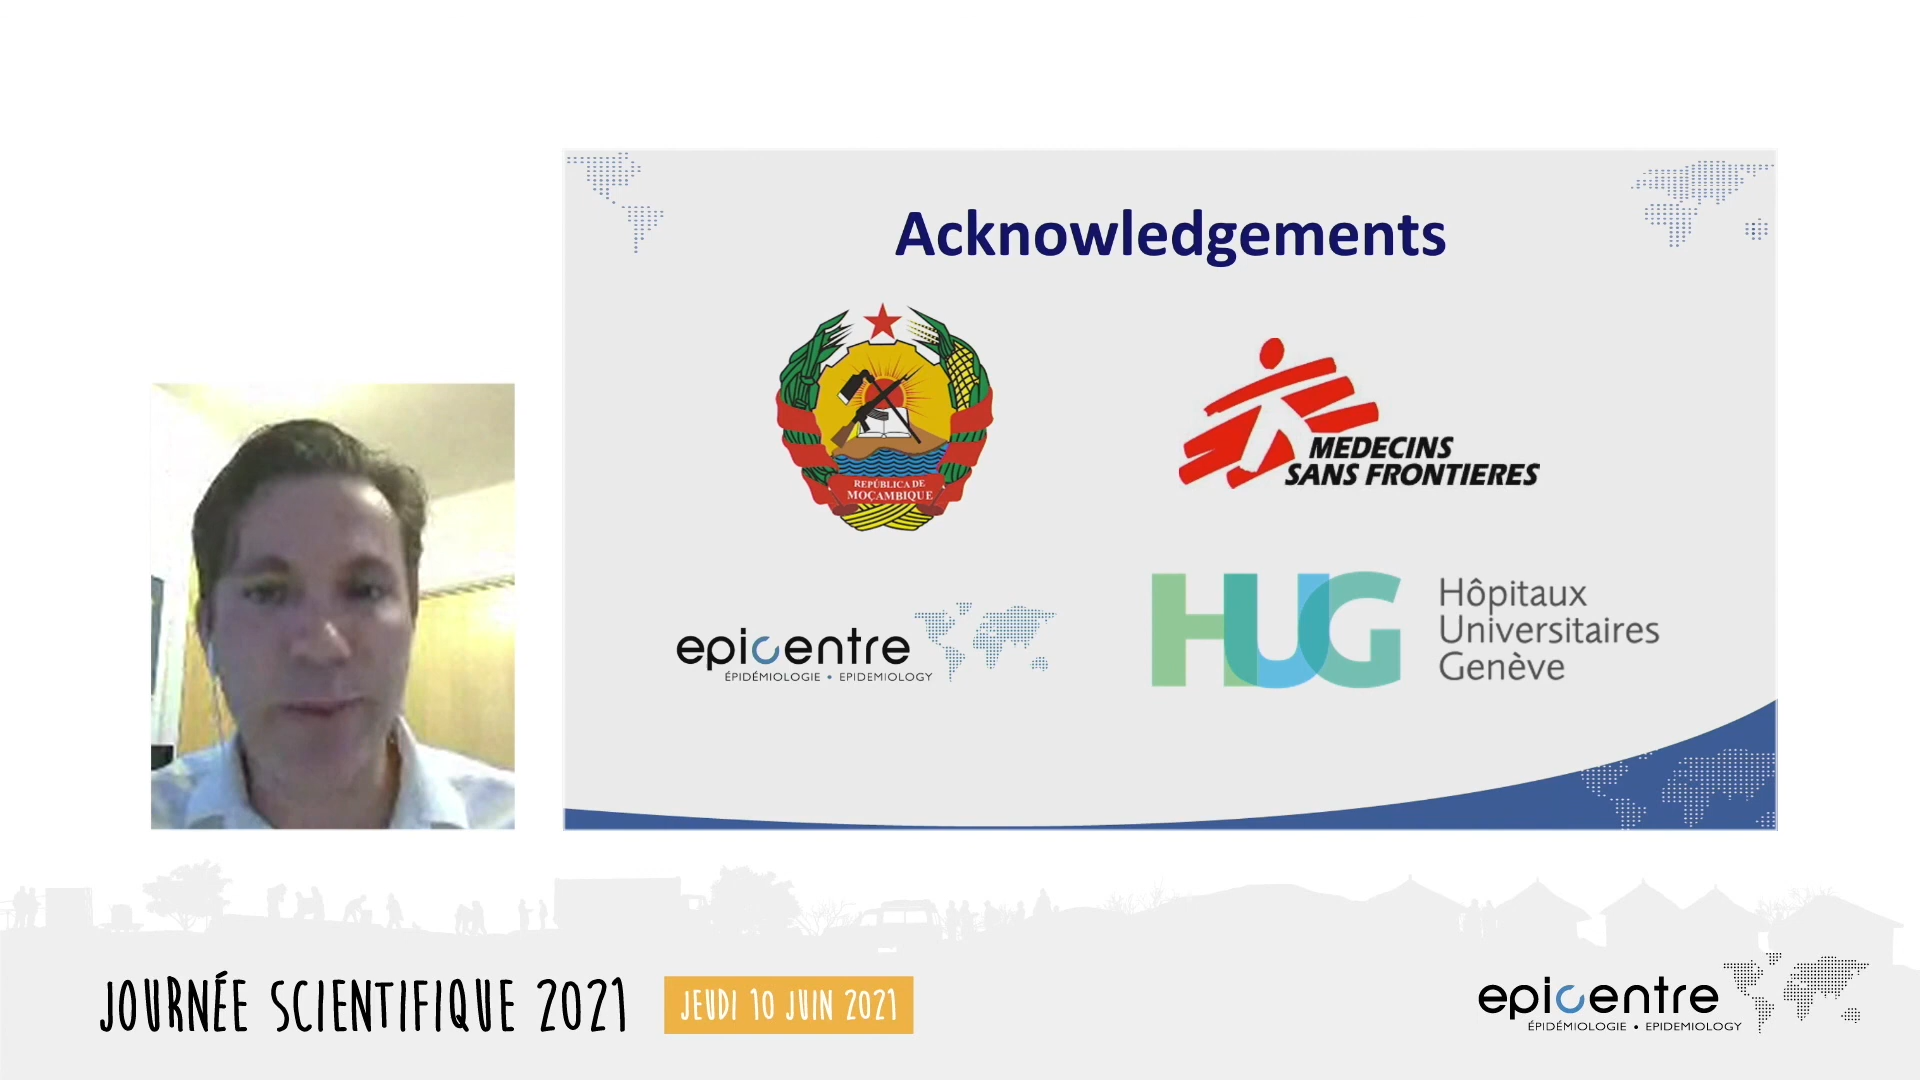 Acknowledgements
REPÚBLICA DE
MOÇAMBIQUE
MEDECINS
SANS FRONTIERES
epicentre
ÉPIDÉMIOLOGIE • EPIDEMIOLOGY
HUG
Hôpitaux
Universitaires
Genève
JOURNÉE SCIENTIFIQUE 2021
JEUDI 10 JUIN 2021
epicentre
ÉPIDÉMIOLOGIE • EPIDEMIOLOGY